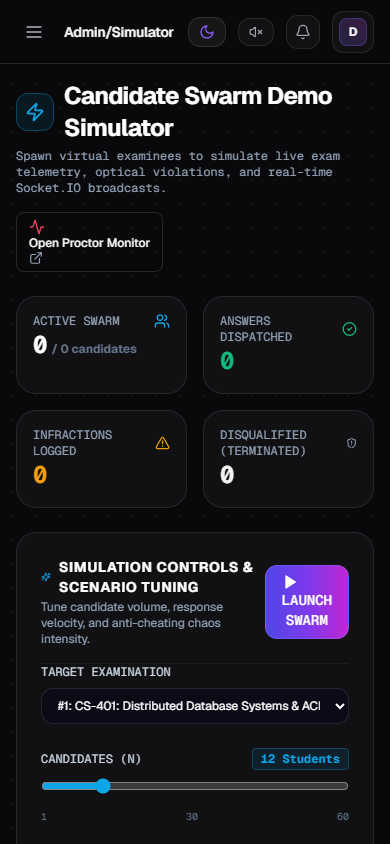 Admin/Simulator
D
Candidate Swarm Demo
Simulator
Spawn virtual examinees to simulate live exam
telemetry, optical violations, and real-time
Socket.IO broadcasts.
Open Proctor Monitor
ACTIVE SWARM
0 / 0 candidates
ANSWERS
DISPATCHED
0
INFRACTIONS
LOGGED
0
DISQUALIFIED
(TERMINATED)
0
SIMULATION CONTROLS &
SCENARIO TUNING
Tune candidate volume, response
velocity, and anti-cheating chaos
intensity.
LAUNCH
SWARM
TARGET EXAMINATION
#1: CS-401: Distributed Database Systems & ACI
CANDIDATES (N)
12 Students
1 30 60